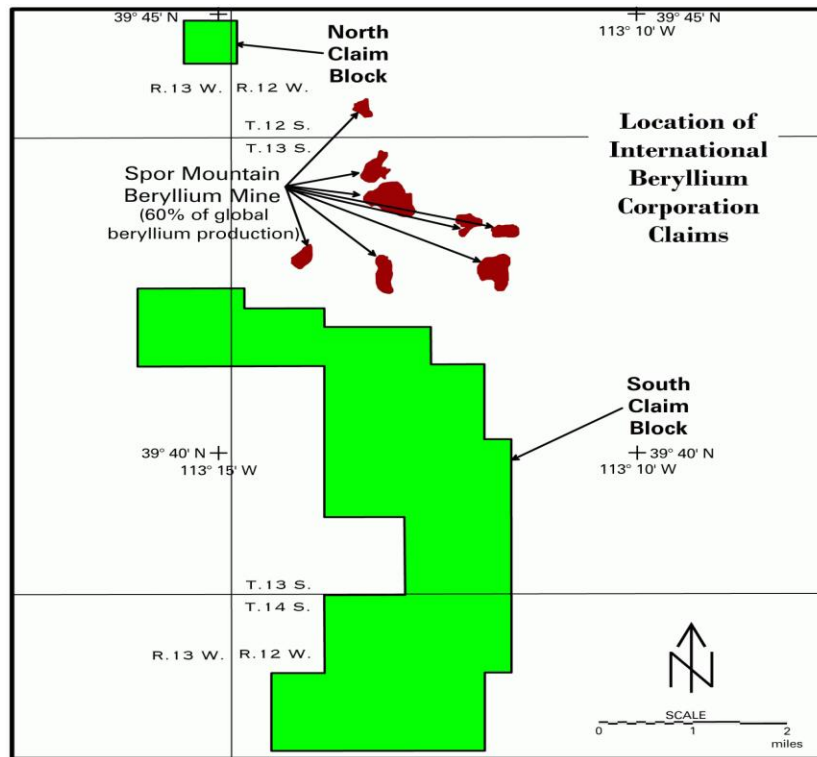 39° 45' N
39° 45' N
113° 10' W
North
Claim
Block
R.13 W.
R.12 W.
T.12 S.
T.13 S.
Location of
International
Beryllium
Corporation
Claims
Spor Mountain
Beryllium Mine
(60% of global
beryllium production)
South
Claim
Block
39° 40' N
113° 15' W
39° 40' N
113° 10' W
T.13 S.
T.14 S.
R.13 W.
R.12 W.
N
SCALE
0 1 2
miles